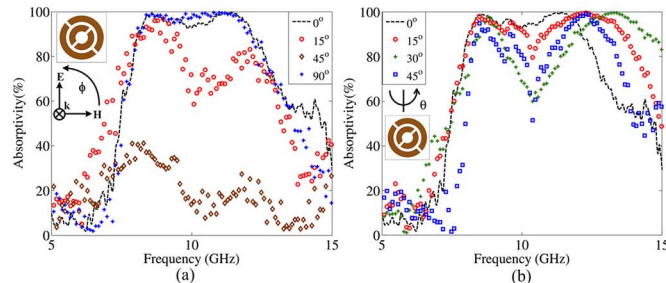 100
80
60
40
20
0
Absorptivity(%)
5
10
15
Frequency (GHz)
(a)
E
ϕ
k
H
0°
15°
45°
90°
100
80
60
40
20
0
Absorptivity(%)
5
10
15
Frequency (GHz)
(b)
0°
15°
30°
45°
θ